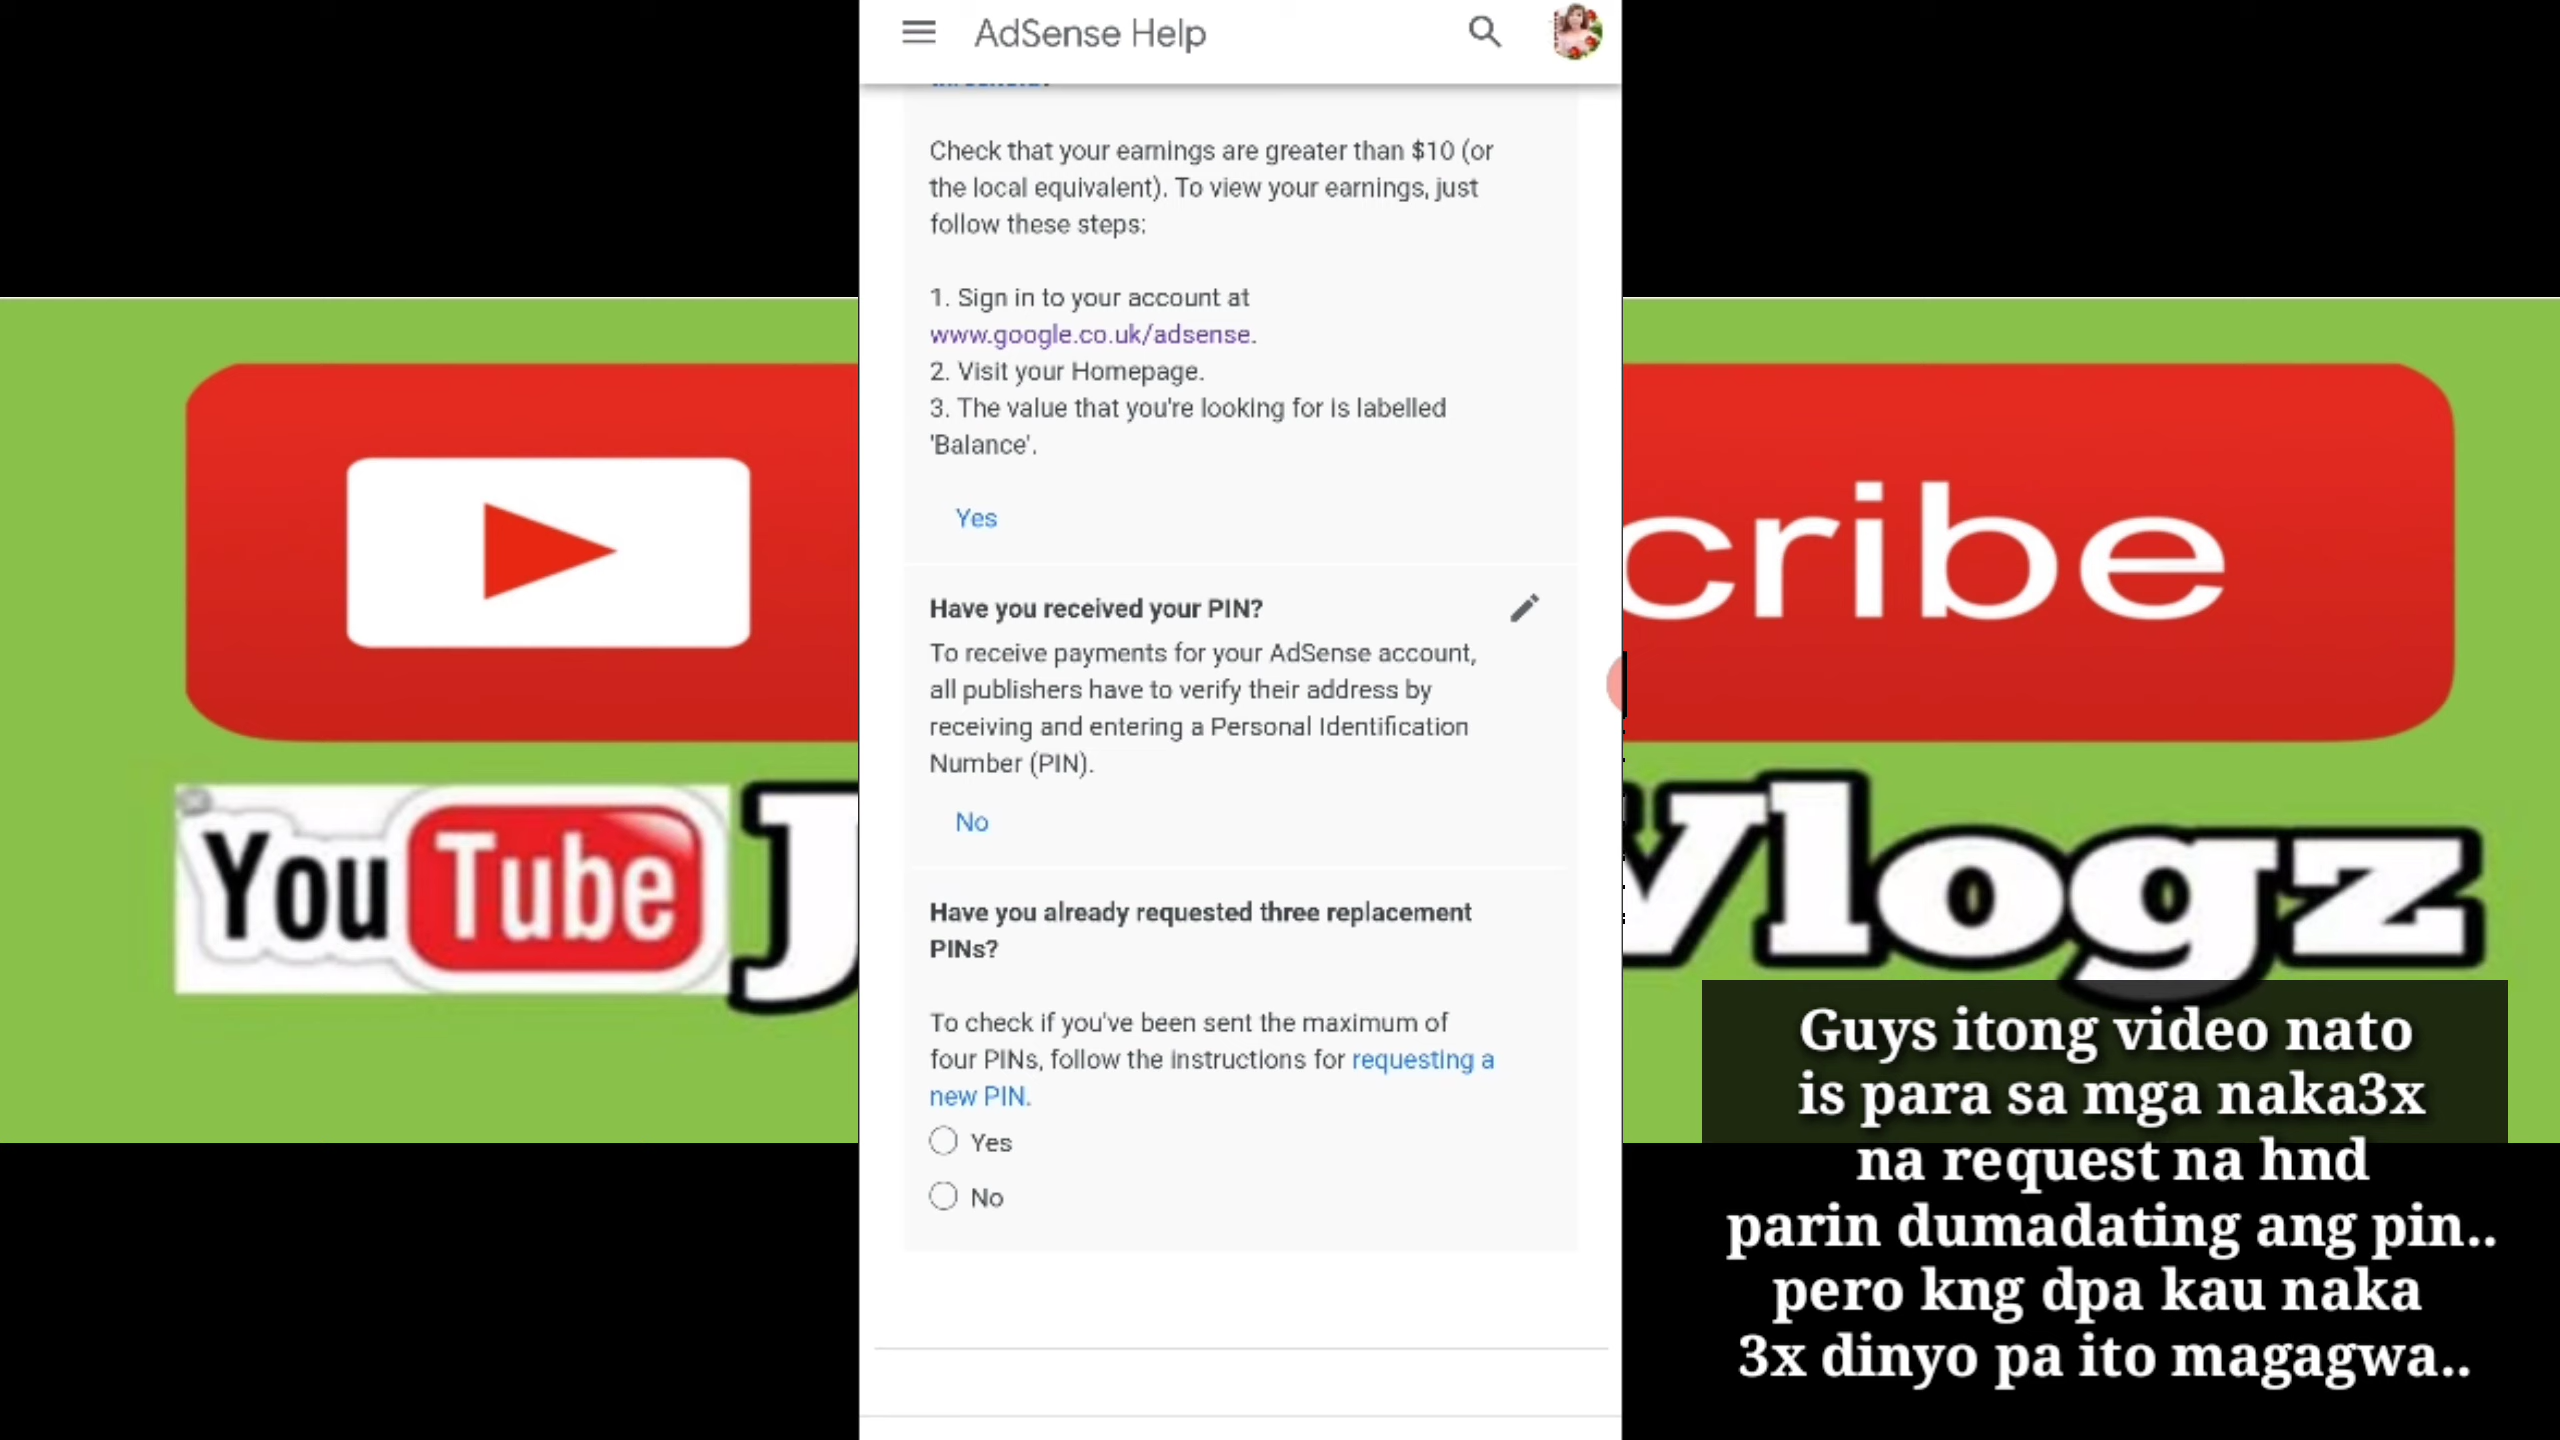 AdSense Help
Check that your earnings are greater than $10 (or
the local equivalent). To view your earnings, just
follow these steps:
1. Sign in to your account at
www.google.co.uk/adsense.
2. Visit your Homepage.
3. The value that you're looking for is labelled
'Balance'.
Yes
Have you received your PIN?
To receive payments for your AdSense account,
all publishers have to verify their address by
receiving and entering a Personal Identification
Number (PIN).
No
Have you already requested three replacement
PINs?
To check if you've been sent the maximum of
four PINs, follow the instructions for requesting a
new PIN.
Yes
No
cribe
YouTube J
Vlogz
Guys itong video nato
is para sa mga naka3x
na request na hnd
parin dumadating ang pin..
pero kng dpa kau naka
3x dinyo pa ito magagwa..